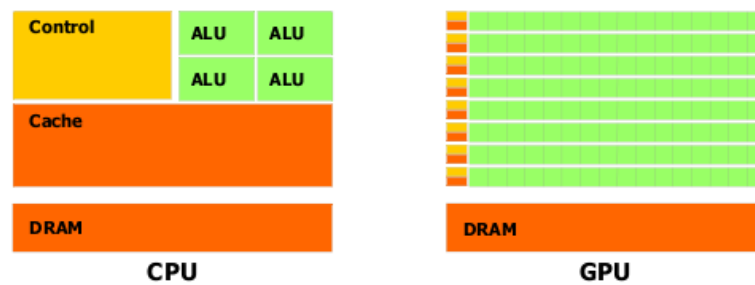 Control
ALU ALU
ALU ALU
Cache
DRAM
CPU
DRAM
GPU